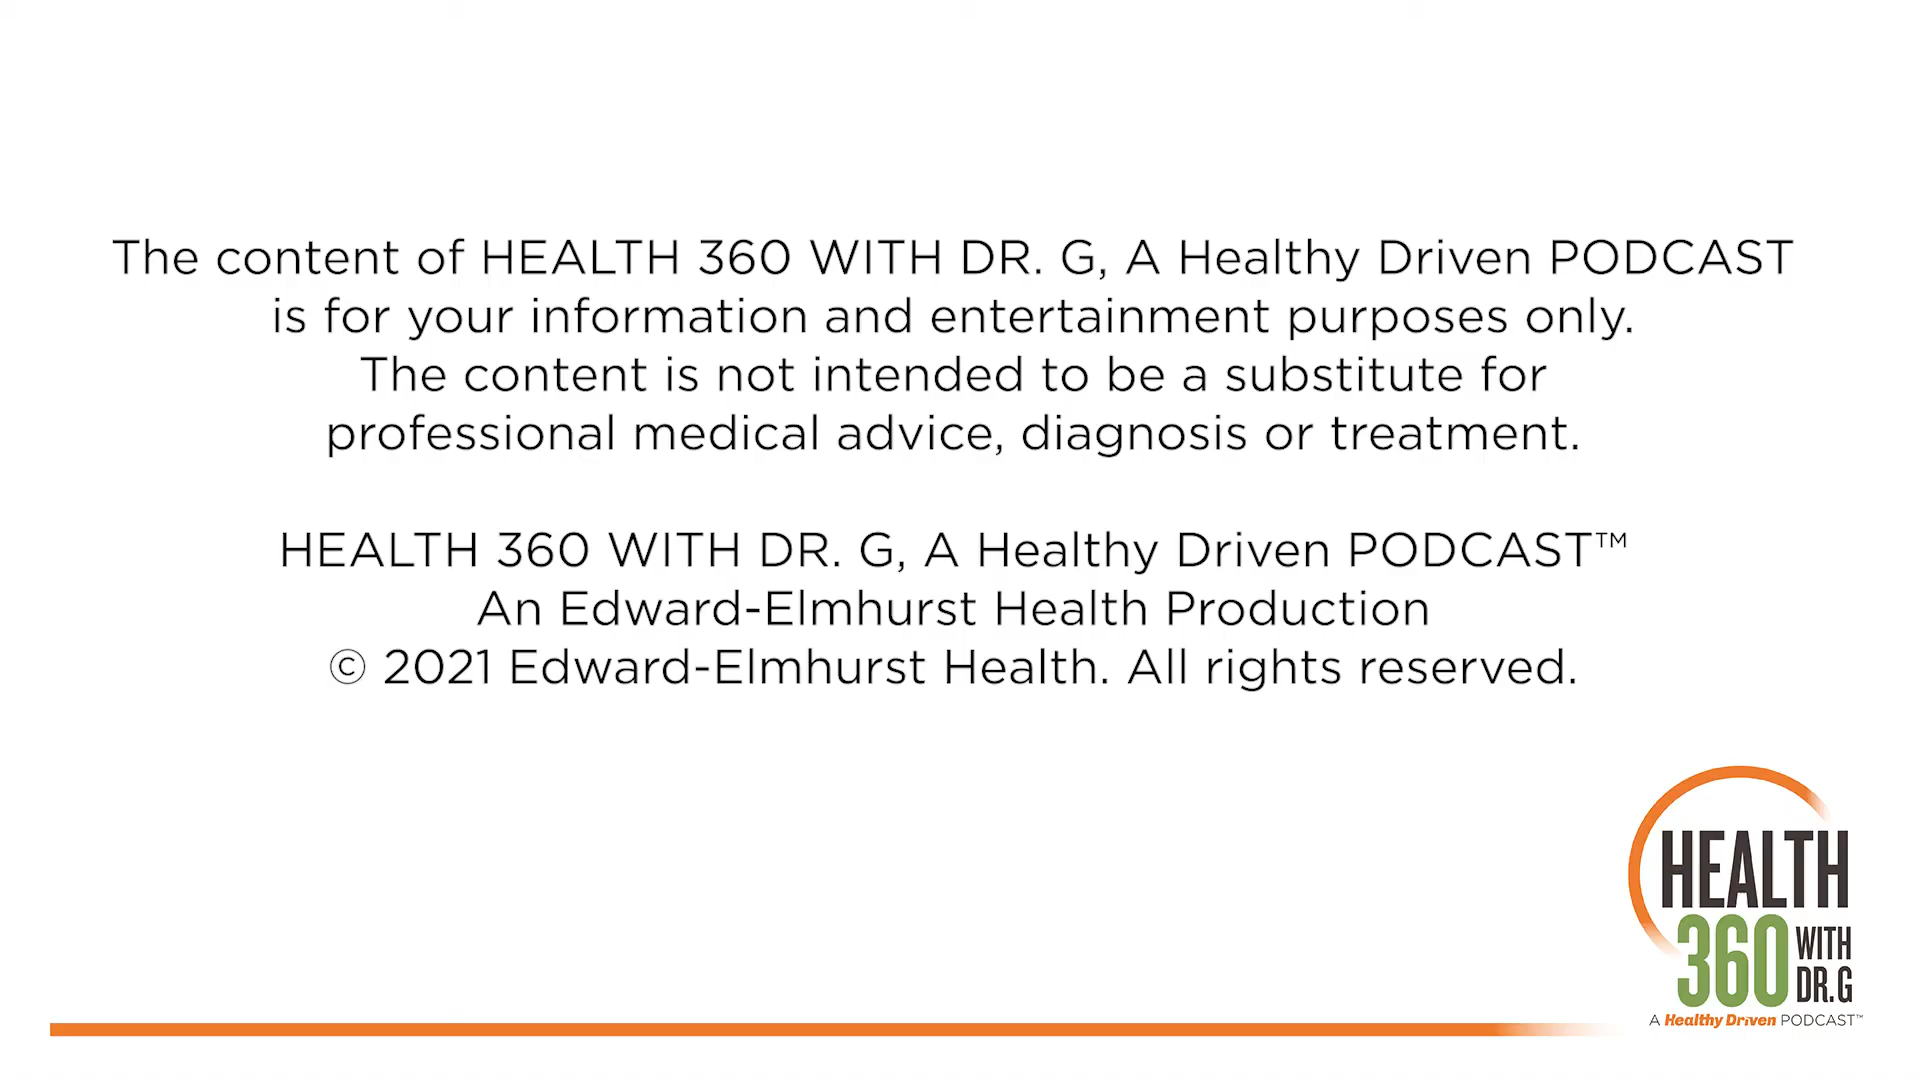 The content of HEALTH 360 WITH DR. G, A Healthy Driven PODCAST
is for your information and entertainment purposes only.
The content is not intended to be a substitute for
professional medical advice, diagnosis or treatment.
HEALTH 360 WITH DR. G, A Healthy Driven PODCAST™
An Edward-Elmhurst Health Production
© 2021 Edward-Elmhurst Health. All rights reserved.
HEALTH
360 WITH
DR.G
A Healthy Driven PODCAST™